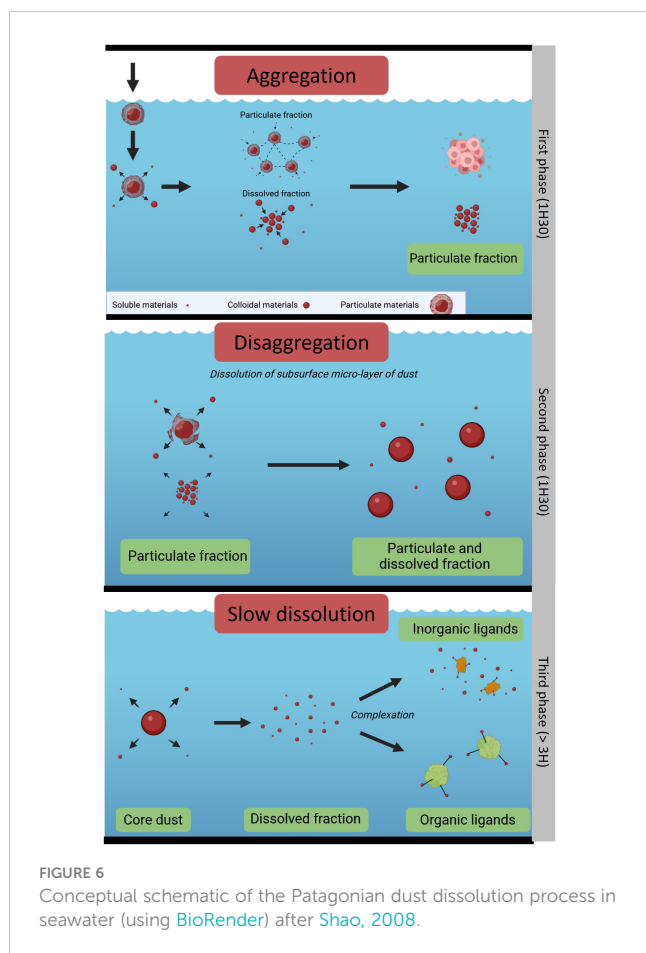 Aggregation
Particulate fraction
Dissolved fraction
Particulate fraction
First phase (1H30)
Soluble materials
Colloidal materials
Particulate materials
Disaggregation
Dissolution of subsurface micro-layer of dust
Particulate fraction
Particulate and
dissolved fraction
Second phase (1H30)
Slow dissolution
Inorganic ligands
Complexation
Core dust
Dissolved fraction
Organic ligands
Third phase (> 3H)
FIGURE 6
Conceptual schematic of the Patagonian dust dissolution process in
seawater (using BioRender) after Shao, 2008.